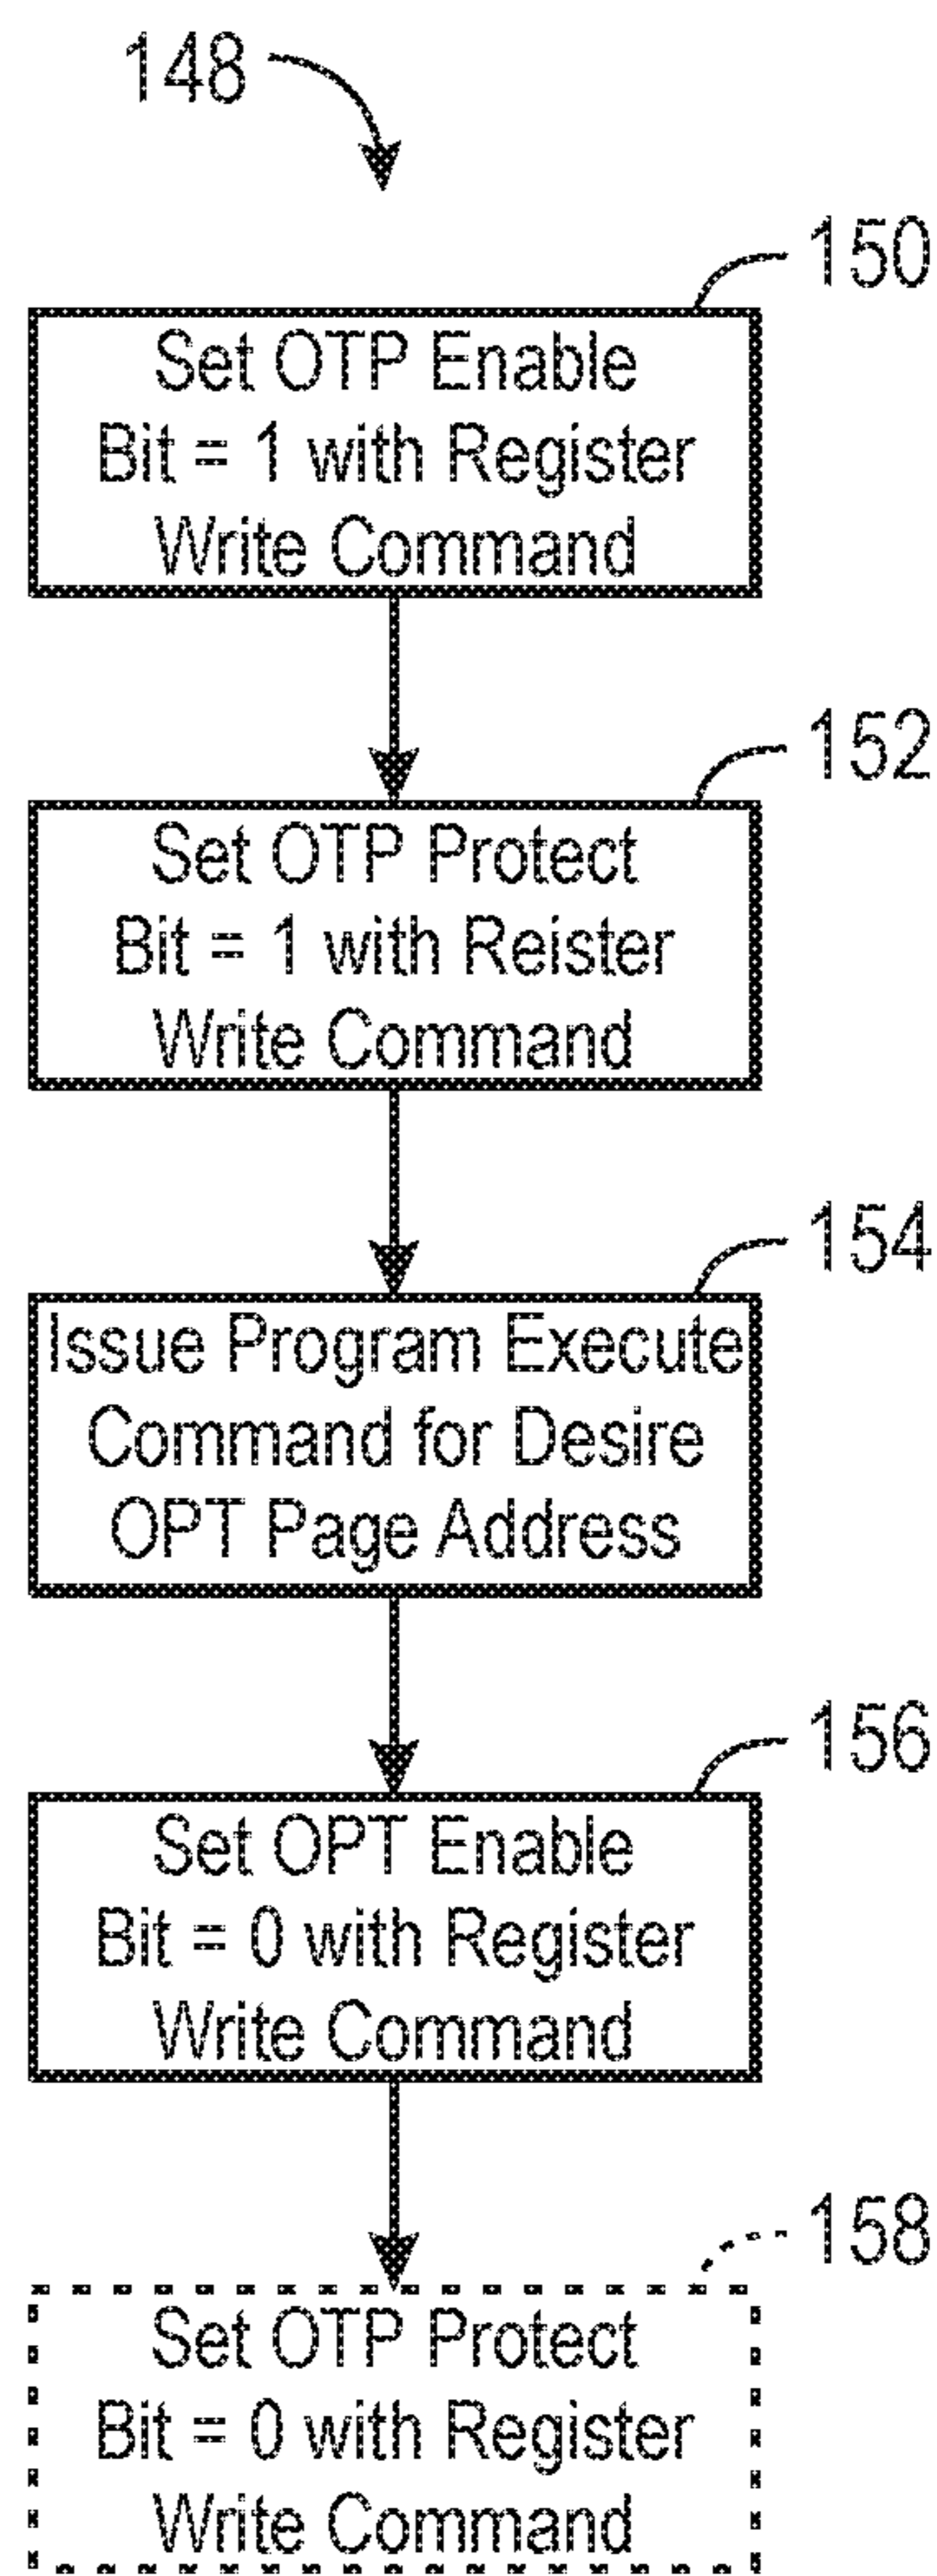 148
150
Set OTP Enable
Bit = 1 with Register
Write Command
152
Set OTP Protect
Bit = 1 with Reister
Write Command
154
Issue Program Execute
Command for Desire
OPT Page Address
156
Set OPT Enable
Bit = 0 with Register
Write Command
158
Set OTP Protect
Bit = 0 with Register
Write Command